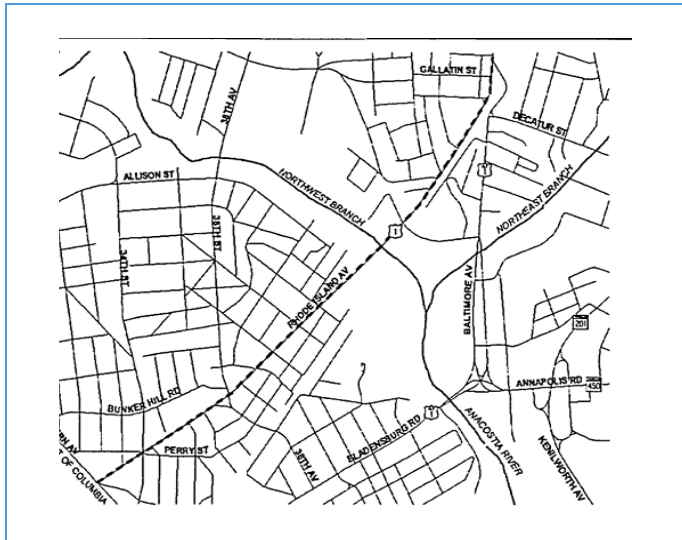 GALLATIN ST
38TH AV
DECATUR ST
1
ALLISON ST
NORTHWEST BRANCH
NORTHEAST BRANCH
1
34TH ST
38TH ST
BALTIMORE AV
RHODE ISLAND AV
201
ANNAPOLIS RD
450
BUNKER HILL RD
BLADENSBURG RD
ANACOSTIA RIVER
PERRY ST
38TH AV
KENILWORTH AV
AV
T OF COLUMBIA